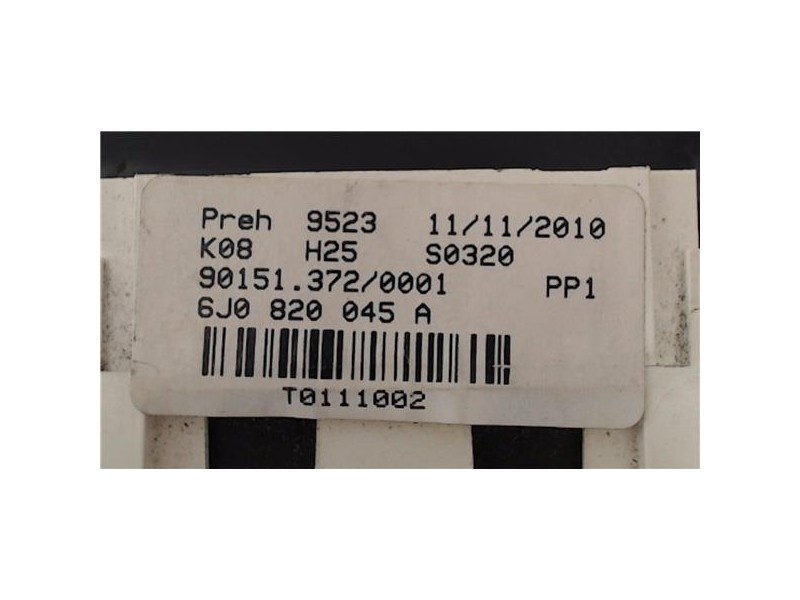 Preh 9523 11/11/2010
K08 H25 S0320
90151.372/0001 PP1
6J0 820 045 A
T0111002